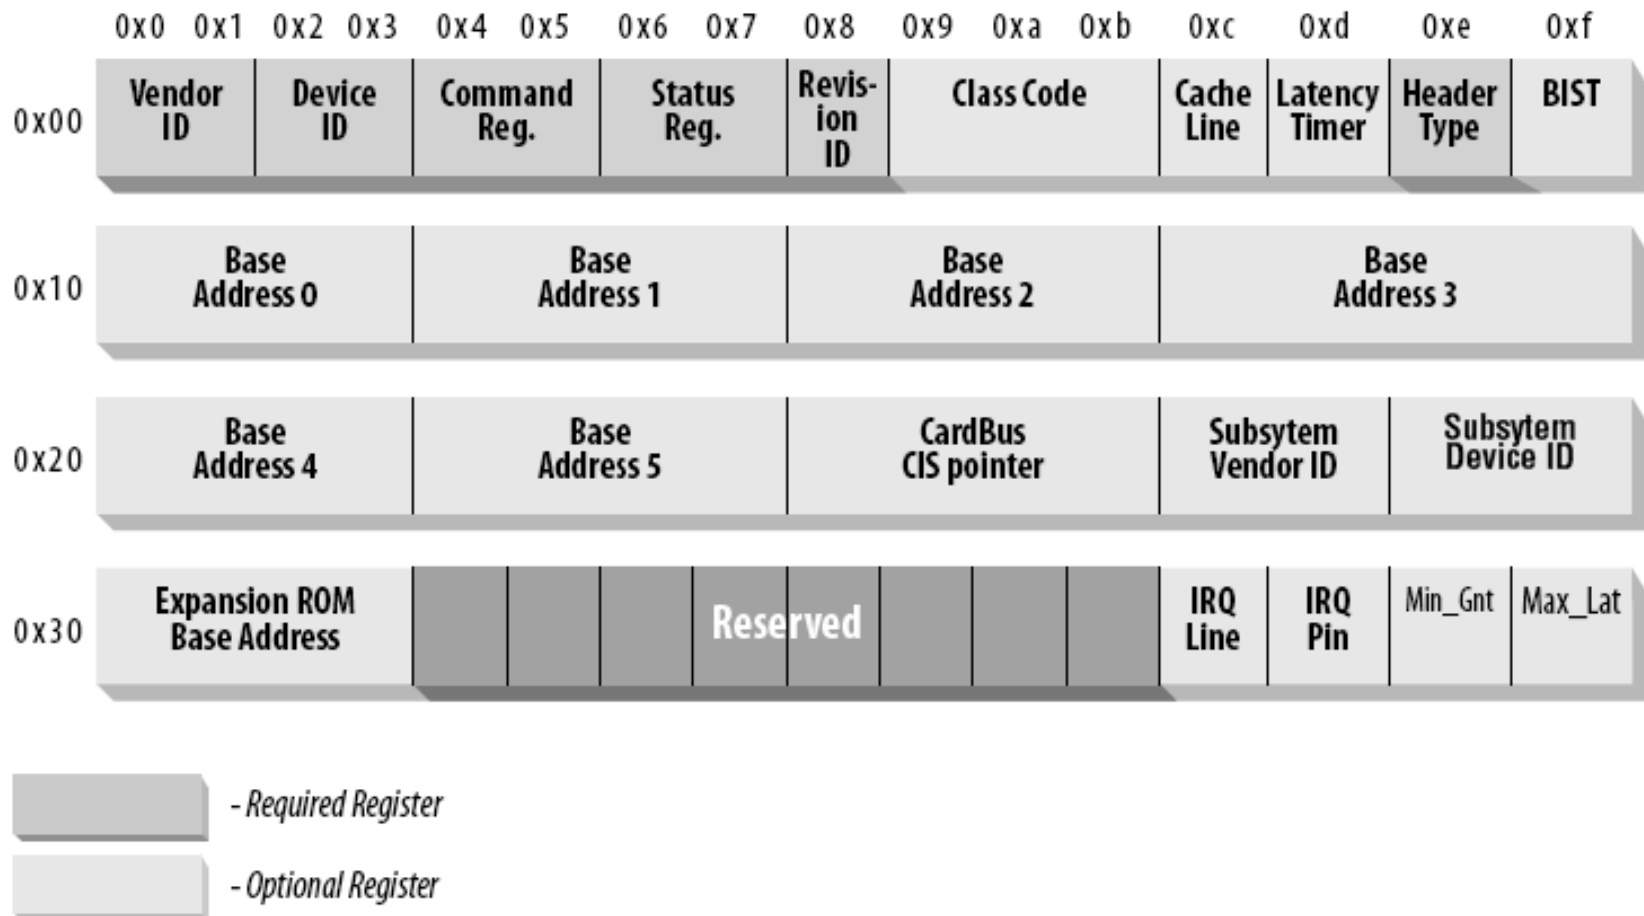 0x0 0x1 0x2 0x3 0x4 0x5 0x6 0x7 0x8 0x9 0xa 0xb 0xc 0xd 0xe 0xf
0x00
Vendor
ID
Device
ID
Command
Reg.
Status
Reg.
Revis-
ion
ID
Class Code
Cache
Line
Latency
Timer
Header
Type
BIST
0x10
Base
Address 0
Base
Address 1
Base
Address 2
Base
Address 3
0x20
Base
Address 4
Base
Address 5
CardBus
CIS pointer
Subsytem
Vendor ID
Subsytem
Device ID
0x30
Expansion ROM
Base Address
Reserved
IRQ
Line
IRQ
Pin
Min_Gnt
Max_Lat
- Required Register
- Optional Register